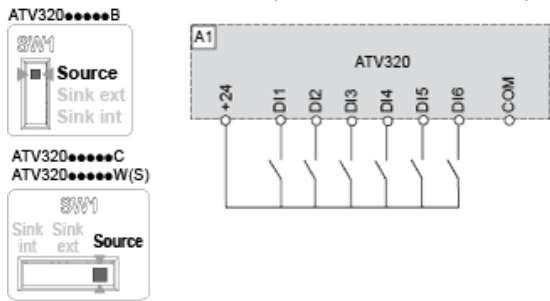 ATV320●●●●●B
SW1
Source
Sink ext
Sink int
ATV320●●●●●C
ATV320●●●●●W(S)
SW1
Sink int
Sink ext
Source
A1
ATV320
+24
DI1
DI2
DI3
DI4
DI5
DI6
COM